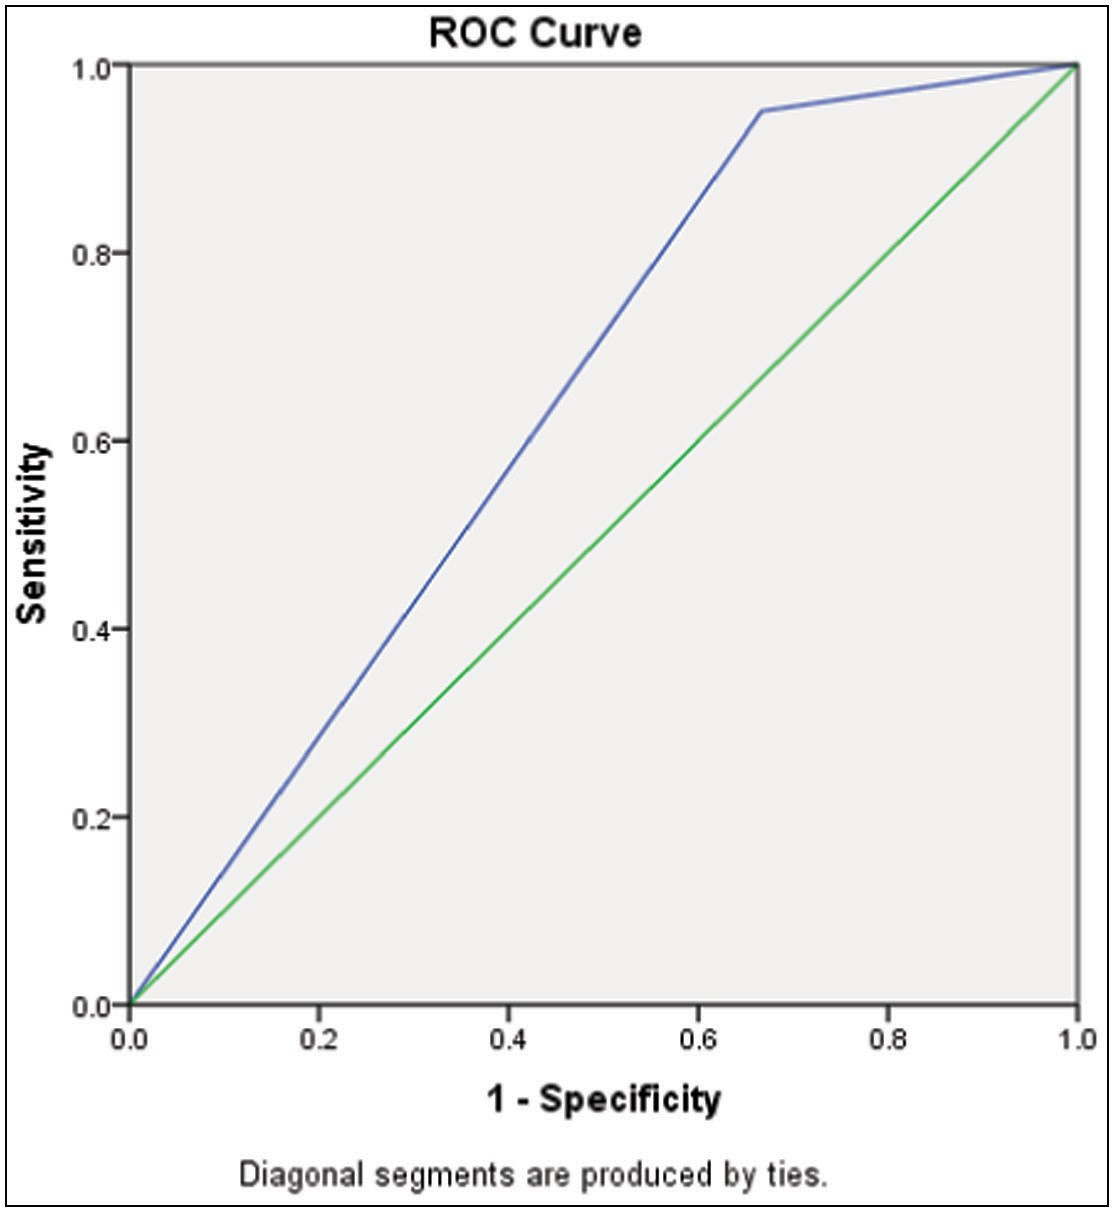 ROC Curve
1.0
0.8
0.6
0.4
0.2
0.0
Sensitivity
0.0 0.2 0.4 0.6 0.8 1.0
1 - Specificity
Diagonal segments are produced by ties.